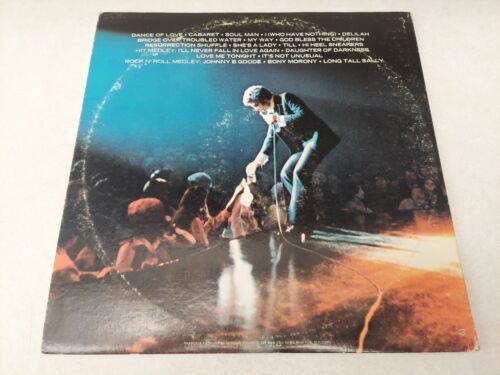 DANCE OF LOVE • CABARET • SOUL MAN • I (WHO HAVE NOTHING) • DELILAH
BRIDGE OVER TROUBLED WATER • MY WAY • GOD BLESS THE CHILDREN
RESURRECTION SHUFFLE • SHE'S A LADY • TILL • HI HEEL SNEAKERS
HIT MEDLEY: I'LL NEVER FALL IN LOVE AGAIN • DAUGHTER OF DARKNESS
LOVE ME TONIGHT • IT'S NOT UNUSUAL
ROCK N' ROLL MEDLEY: JOHNNY B GOODE • BONY MORONY • LONG TALL SALLY